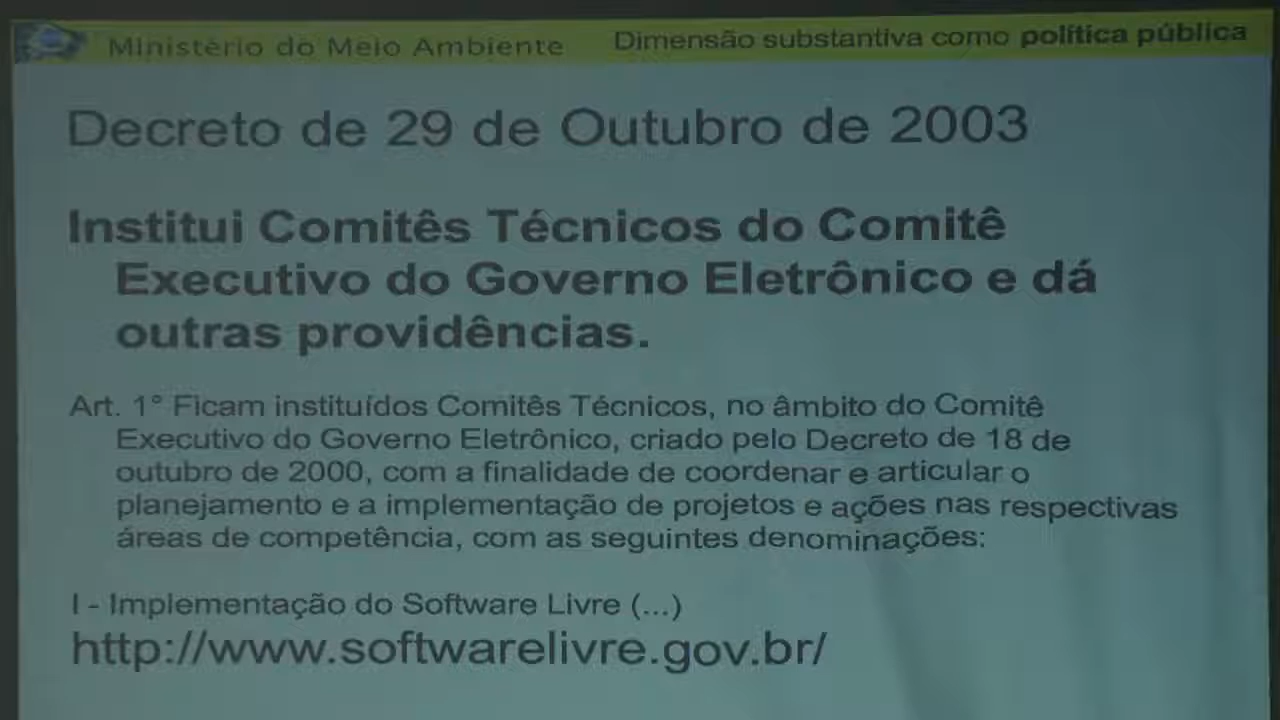 Ministério do Meio Ambiente
Dimensão substantiva como política pública
Decreto de 29 de Outubro de 2003
Institui Comitês Técnicos do Comitê
Executivo do Governo Eletrônico e dá
outras providências.
Art. 1° Ficam instituídos Comitês Técnicos, no âmbito do Comitê
Executivo do Governo Eletrônico, criado pelo Decreto de 18 de
outubro de 2000, com a finalidade de coordenar e articular o
planejamento e a implementação de projetos e ações nas respectivas
áreas de competência, com as seguintes denominações:
I - Implementação do Software Livre (...)
http://www.softwarelivre.gov.br/